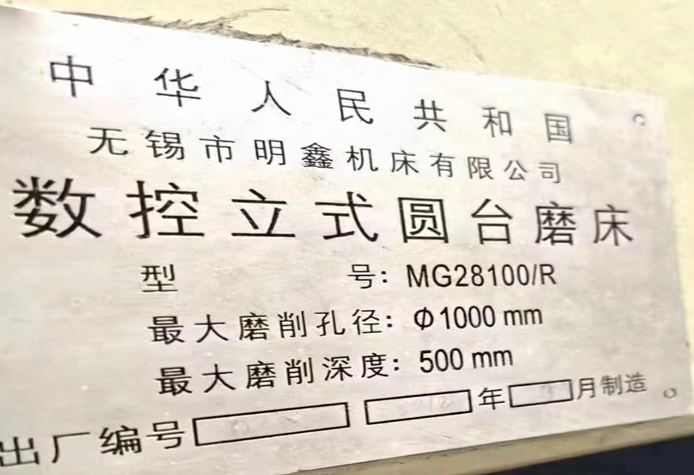 中华人民共和国
无锡市明鑫机床有限公司
数控立式圆台磨床
型 号: MG28100/R
最大磨削孔径: Φ1000 mm
最大磨削深度: 500 mm
出厂编号 年 月制造